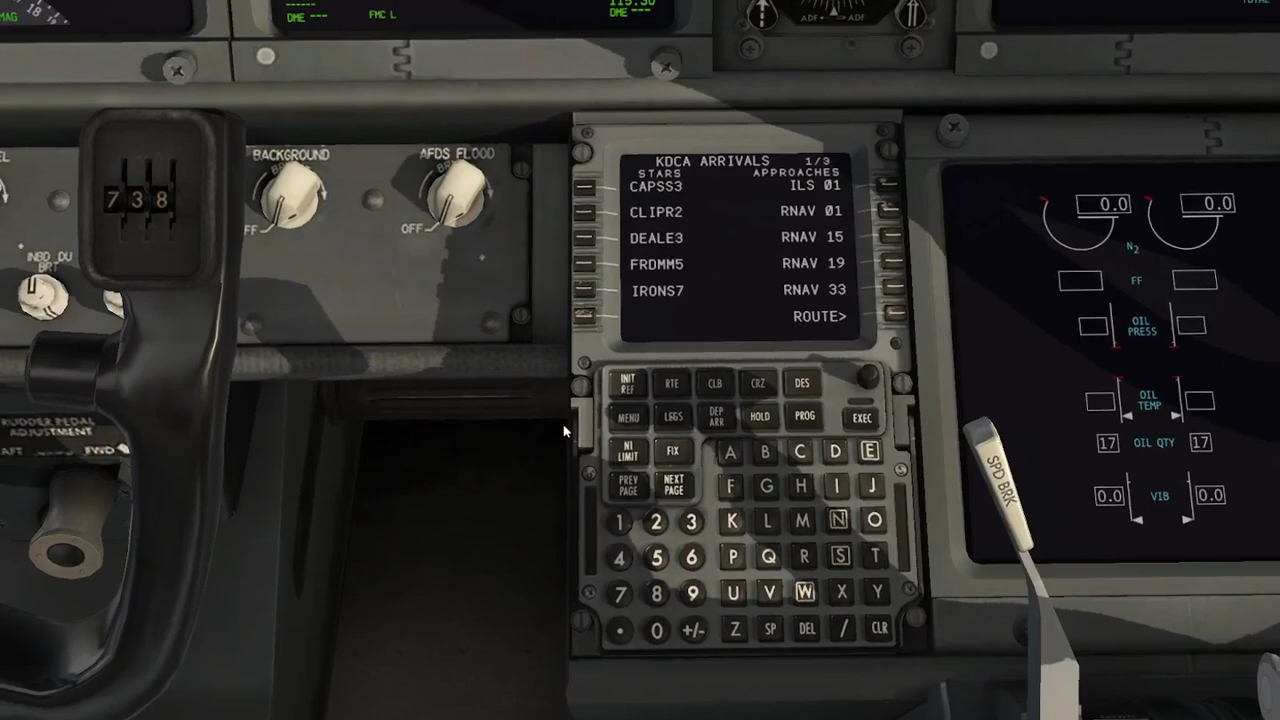 MAG
18
DME ---
FMC L
DME ---
ADF
ADF
TOTAL
BACKGROUND
AFDS FLOOD
OFF
738
INBD DU
BRT
KDCA ARRIVALS 1/3
STARS APPROACHES
CAPSS3 ILS 01
CLIPR2 RNAV 01
DEALE3 RNAV 15
FRDMM5 RNAV 19
IRONS7 RNAV 33
ROUTE>
INIT REF RTE CLB CRZ DES
MENU LEGS DEP ARR HOLD PROG EXEC
N1 LIMIT FIX A B C D E
PREV PAGE NEXT PAGE F G H I J
1 2 3 K L M N O
4 5 6 P Q R S T
7 8 9 U V W X Y
. 0 +/- Z SP DEL / CLR
0.0 0.0
N2
FF
OIL PRESS
OIL TEMP
17 OIL QTY 17
0.0 VIB 0.0
SPD BRK
RUDDER PEDAL
ADJUSTMENT
AFT FWD